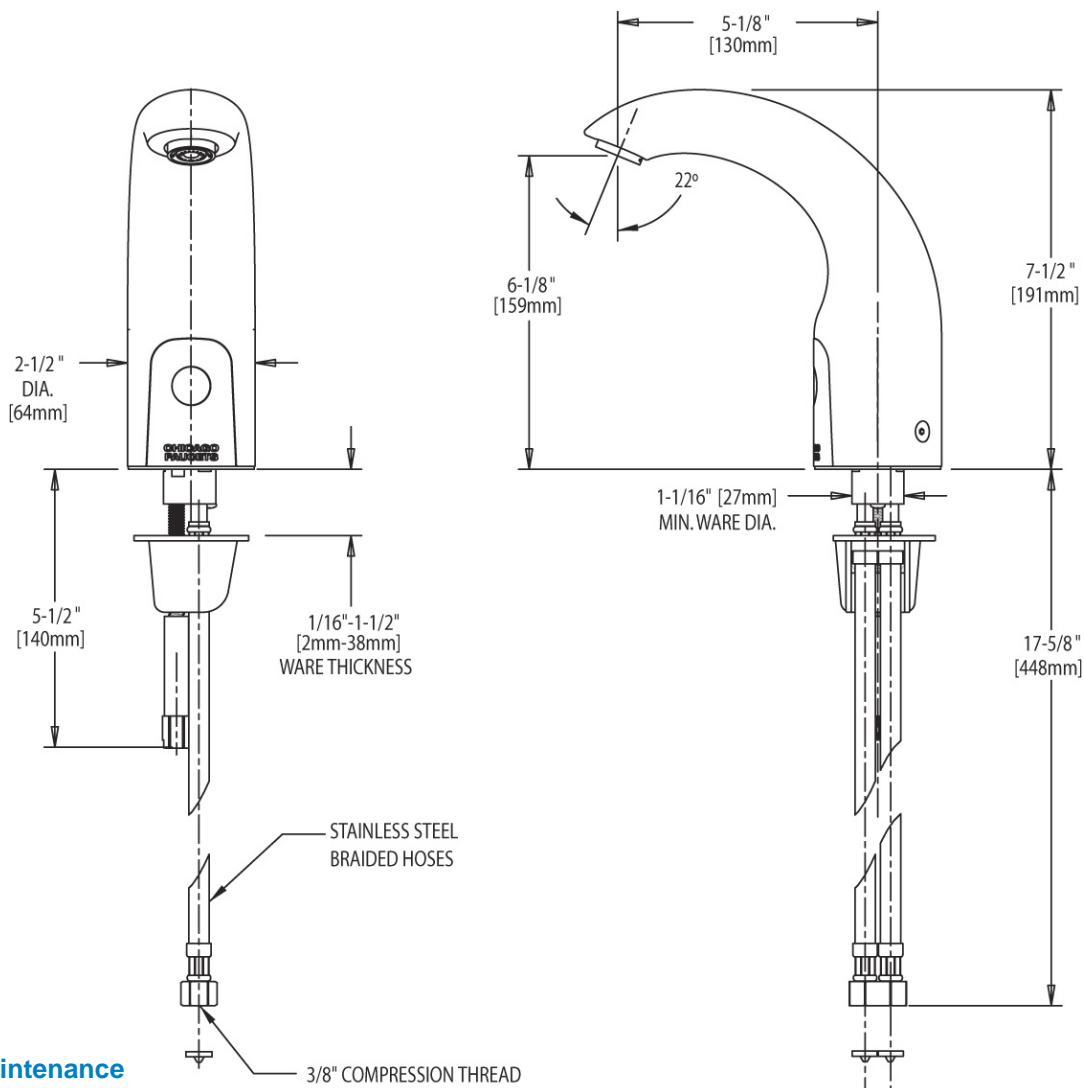 5-1/8"
[130mm]
22º
6-1/8"
[159mm]
7-1/2"
[191mm]
2-1/2"
DIA.
[64mm]
CHICAGO
FAUCETS
1-1/16" [27mm]
MIN. WARE DIA.
5-1/2"
[140mm]
1/16"-1-1/2"
[2mm-38mm]
WARE THICKNESS
17-5/8"
[448mm]
STAINLESS STEEL
BRAIDED HOSES
intenance
3/8" COMPRESSION THREAD